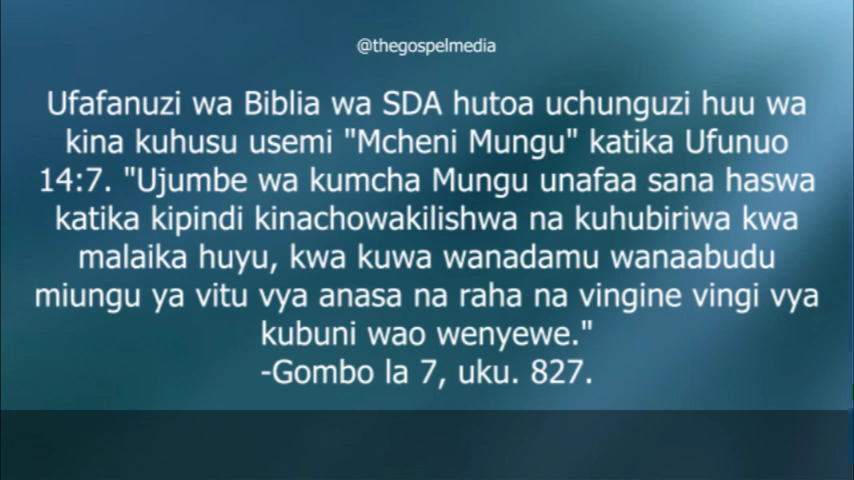 @thegospelmedia
Ufafanuzi wa Biblia wa SDA hutoa uchunguzi huu wa
kina kuhusu usemi "Mcheni Mungu" katika Ufunuo
14:7. "Ujumbe wa kumcha Mungu unafaa sana haswa
katika kipindi kinachowakilishwa na kuhubiriwa kwa
malaika huyu, kwa kuwa wanadamu wanaabudu
miungu ya vitu vya anasa na raha na vingine vingi vya
kubuni wao wenyewe."
-Gombo la 7, uku. 827.